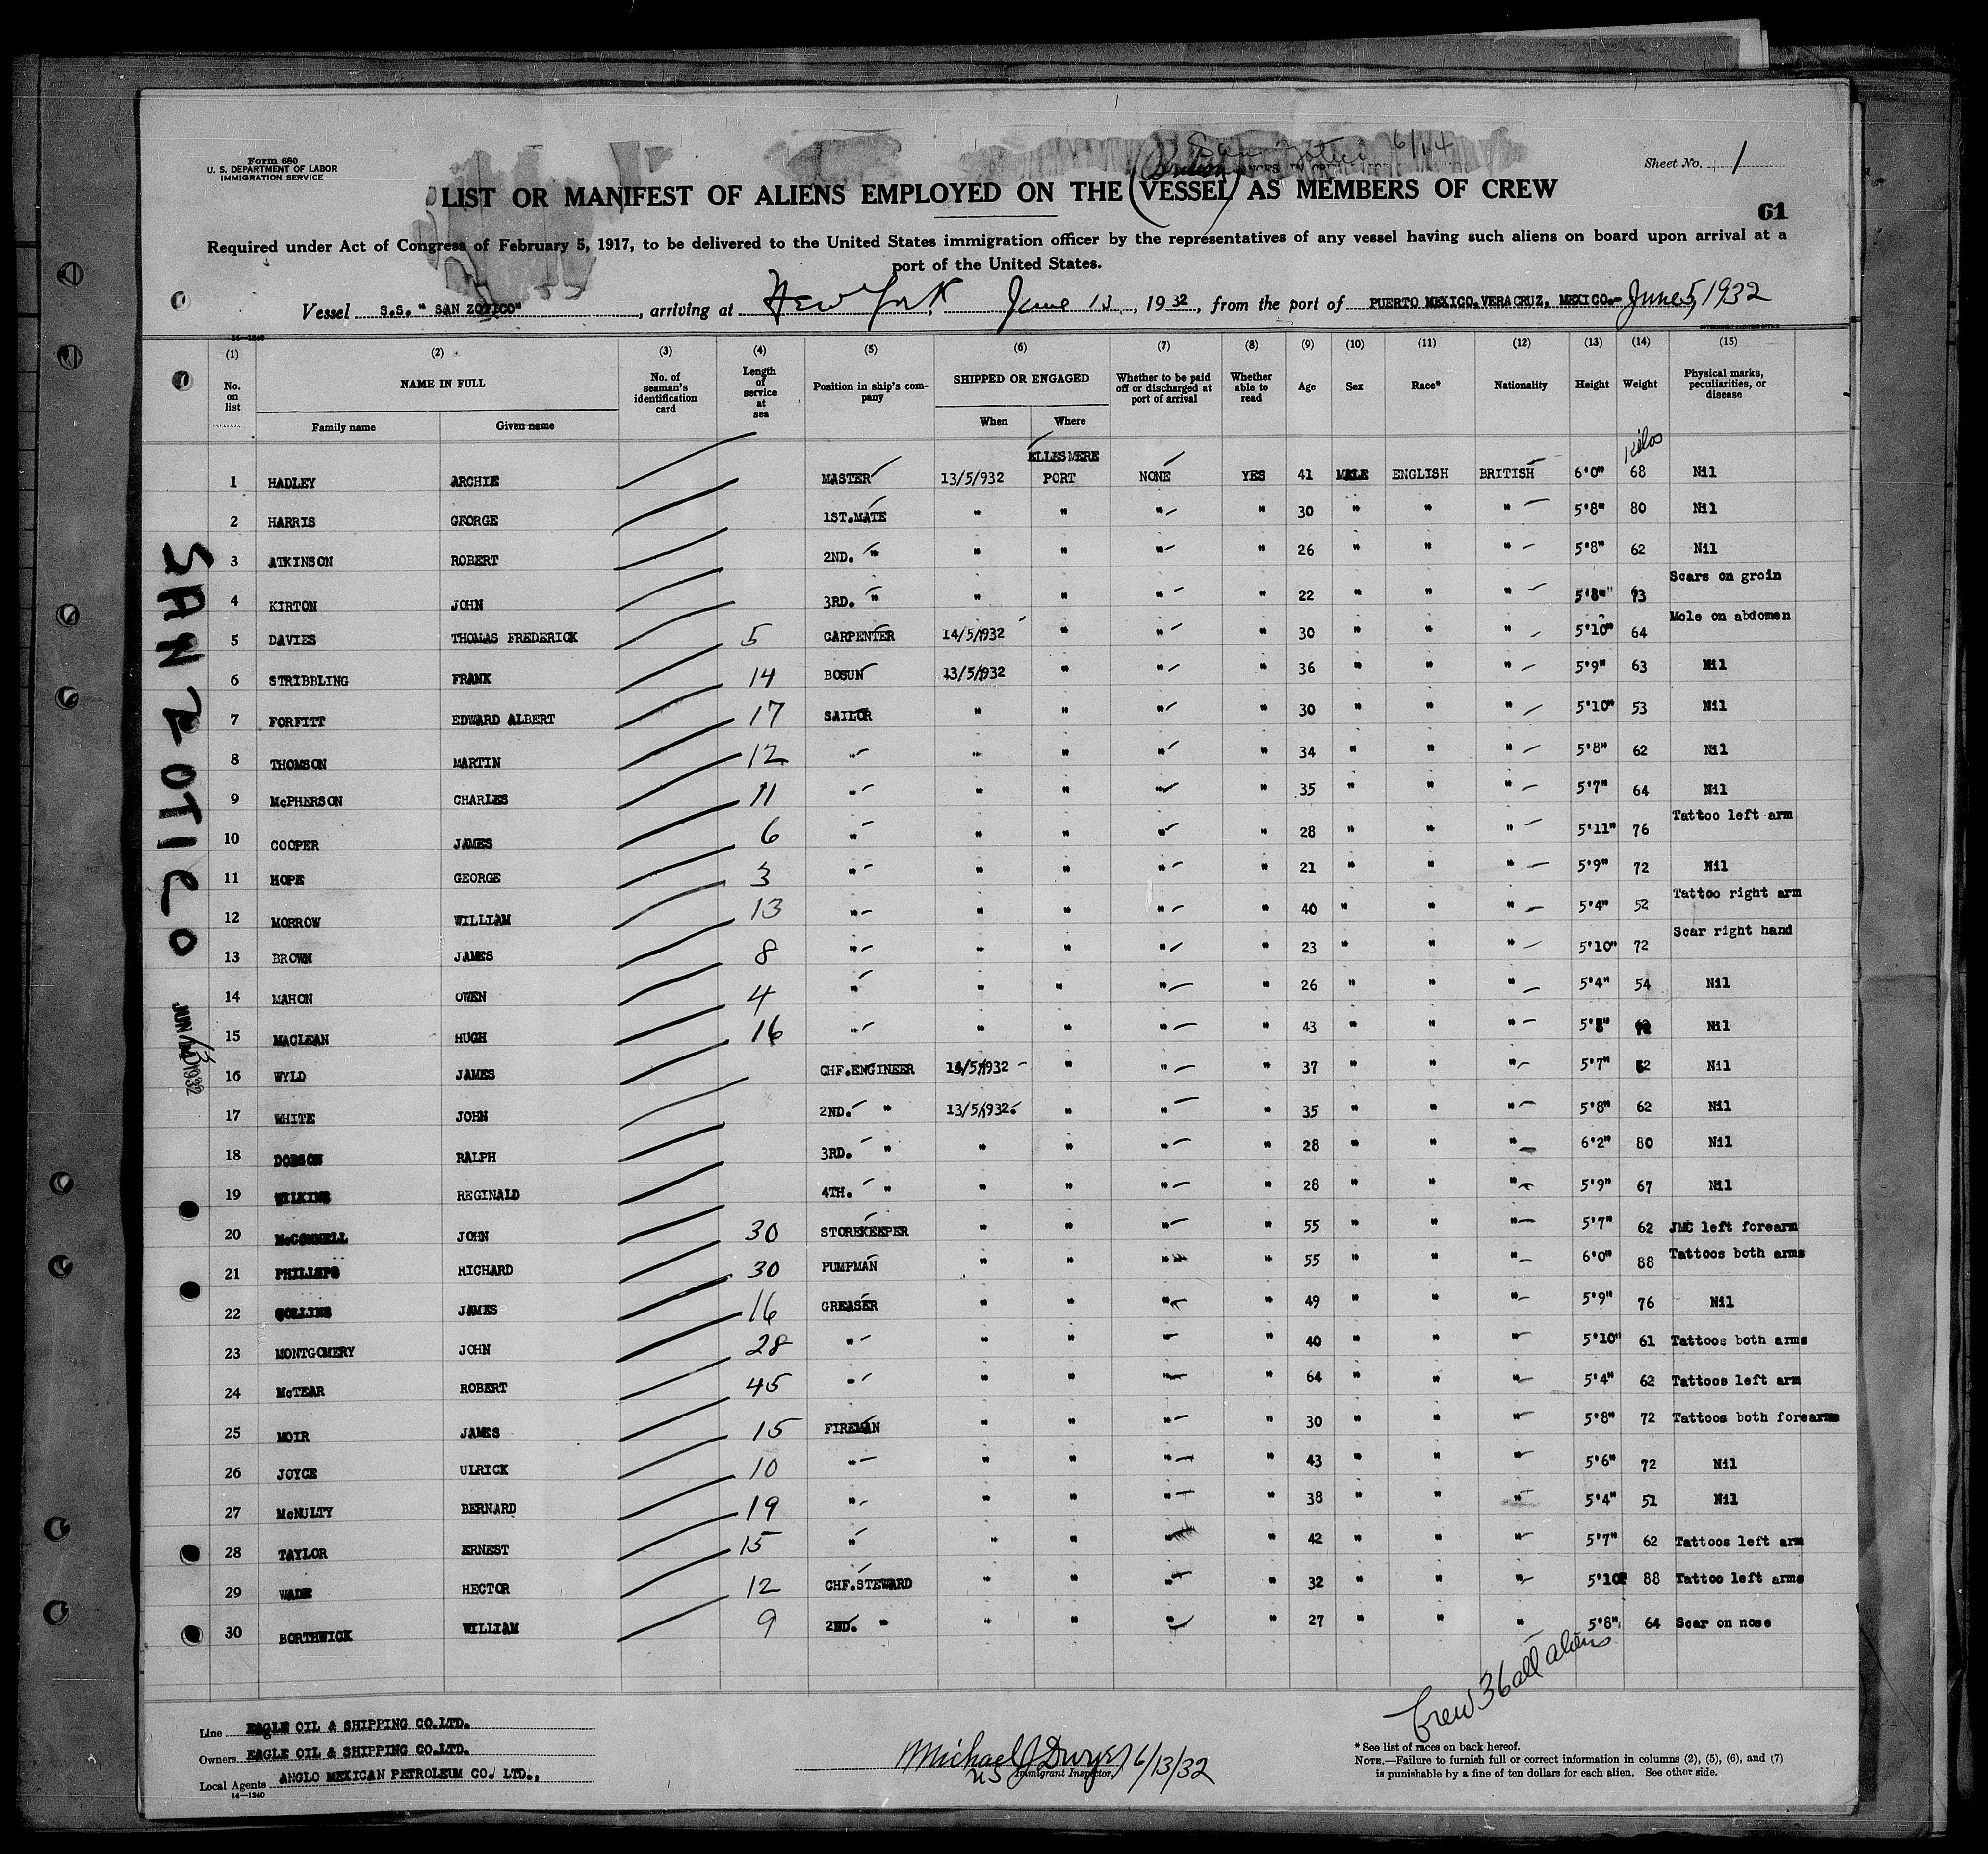 Form 680
U. S. DEPARTMENT OF LABOR
IMMIGRATION SERVICE
San Zotico 6/14
Sheet No. 1
British
LIST OR MANIFEST OF ALIENS EMPLOYED ON THE (VESSEL) AS MEMBERS OF CREW
61
Required under Act of Congress of February 5, 1917, to be delivered to the United States immigration officer by the representatives of any vessel having such aliens on board upon arrival at a
port of the United States.
Vessel S.S. " SAN ZOTICO" , arriving at New York, June 13, 1932, from the port of PUERTO MEXICO, VERA CRUZ, MEXICO.- June 5, 1932
14—1240
(1) (2) (3) (4) (5) (6) (7) (8) (9) (10) (11) (12) (13) (14) (15)
No. on list NAME IN FULL No. of seaman's identification card Length of service at sea Position in ship's company SHIPPED OR ENGAGED Whether to be paid off or discharged at port of arrival Whether able to read Age Sex Race* Nationality Height Weight Physical marks, peculiarities, or disease
Family name Given name When Where
Kilos
ELLESMERE
1 HADLEY ARCHIE MASTER 13/5/932 PORT NONE YES 41 MALE ENGLISH BRITISH 6'0" 68 Nil
2 HARRIS GEORGE 1ST.MATE " " " " 30 " " " 5'8" 80 Nil
3 ATKINSON ROBERT 2ND. " " " " " 26 " " " 5'8" 62 Nil
4 KIRTON JOHN 3RD. " " " " " 22 " " " 5'8" 73 Scars on groin
5 DAVIES THOMAS FREDERICK 5 CARPENTER 14/5/932 " " " 30 " " " 5'10" 64 Mole on abdomen
6 STRIBBLING FRANK 14 BOSUN 13/5/932 " " " 36 " " " 5'9" 63 Nil
7 FORFITT EDWARD ALBERT 17 SAILOR " " " " 30 " " " 5'10" 53 Nil
8 THOMSON MARTIN 12 " " " " " 34 " " " 5'8" 62 Nil
9 McPHERSON CHARLES 11 " " " " " 35 " " " 5'7" 64 Nil
10 COOPER JAMES 6 " " " " " 28 " " " 5'11" 76 Tattoo left arm
11 HOPE GEORGE 3 " " " " " 21 " " " 5'9" 72 Nil
12 MORROW WILLIAM 13 " " " " " 40 " " " 5'4" 52 Tattoo right arm
13 BROWN JAMES 8 " " " " " 23 " " " 5'10" 72 Scar right hand
14 MAHON OWEN 4 " " " " " 26 " " " 5'4" 54 Nil
15 MACLEAN HUGH 16 " " " " " 43 " " " Nil
16 WYLD JAMES CHF.ENGINEER 14/5/932 " " " 37 " " " 5'7" Nil
17 WHITE JOHN 2ND. " 13/5/932. " " " 35 " " " 5'8" 62 Nil
18 DOBSON RALPH 3RD. " " " " " 28 " " " 6'2" 80 Nil
19 WILKINS REGINALD 4TH. " " " " " 28 " " " 5'9" 67 Nil
20 McCONNELL JOHN 30 STOREKEEPER " " " " 55 " " " 5'7" 62 JMC left forearm
21 PHILLIPS RICHARD 30 PUMPMAN " " " " 55 " " " 6'0" 88 Tattoos both arms
22 COLLINS JAMES 16 GREASER " " " " 49 " " " 5'9" 76 Nil
23 MONTGOMERY JOHN 28 " " " " " 40 " " " 5'10" 61 Tattoos both arms
24 McTEAR ROBERT 45 " " " " " 64 " " " 5'4" 62 Tattoos left arm
25 MOIR JAMES 15 FIREMAN " " " " 30 " " " 5'8" 72 Tattoos both forearms
26 JOYCE ULRICK 10 " " " " " 43 " " " 5'6" 72 Nil
27 McNULTY BERNARD 19 " " " " " 38 " " " 5'4" 51 Nil
28 TAYLOR ERNEST 15 " " " " " 42 " " " 5'7" 62 Tattoos left arm
29 WADE HECTOR 12 CHF.STEWARD " " " " 32 " " " 5'10" 88 Tattoo left arms
30 BORTHWICK WILLIAM 9 2ND. " " " " " 27 " " " 5'8" 64 Scar on nose
SAN ZOTICO
Crew 36 all aliens
Line EAGLE OIL & SHIPPING CO.LTD.
Owners EAGLE OIL & SHIPPING CO.LTD.
Local Agents ANGLO MEXICAN PETROLEUM CO. LTD.,
14—1240
Michael J Dwyer 6/13/32
US Immigrant Inspector.
* See list of races on back hereof.
NOTE.—Failure to furnish full or correct information in columns (2), (5), (6), and (7)
is punishable by a fine of ten dollars for each alien. See other side.